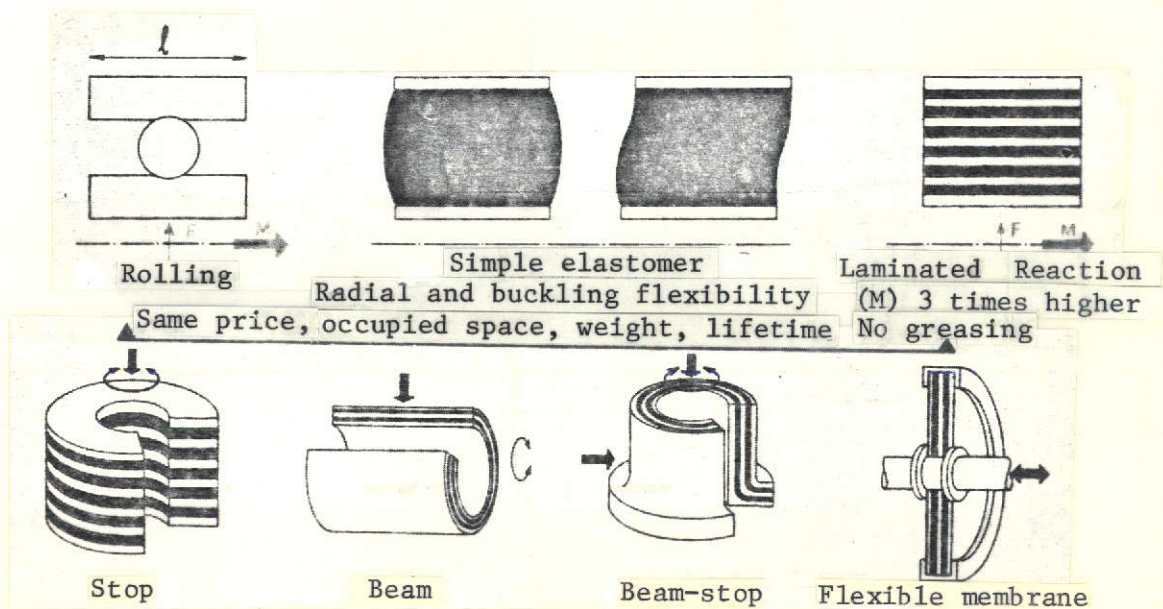 l
F M
F M
Rolling
Simple elastomer
Radial and buckling flexibility
Laminated Reaction
(M) 3 times higher
Same price, occupied space, weight, lifetime
No greasing
Stop
Beam
Beam-stop
Flexible membrane